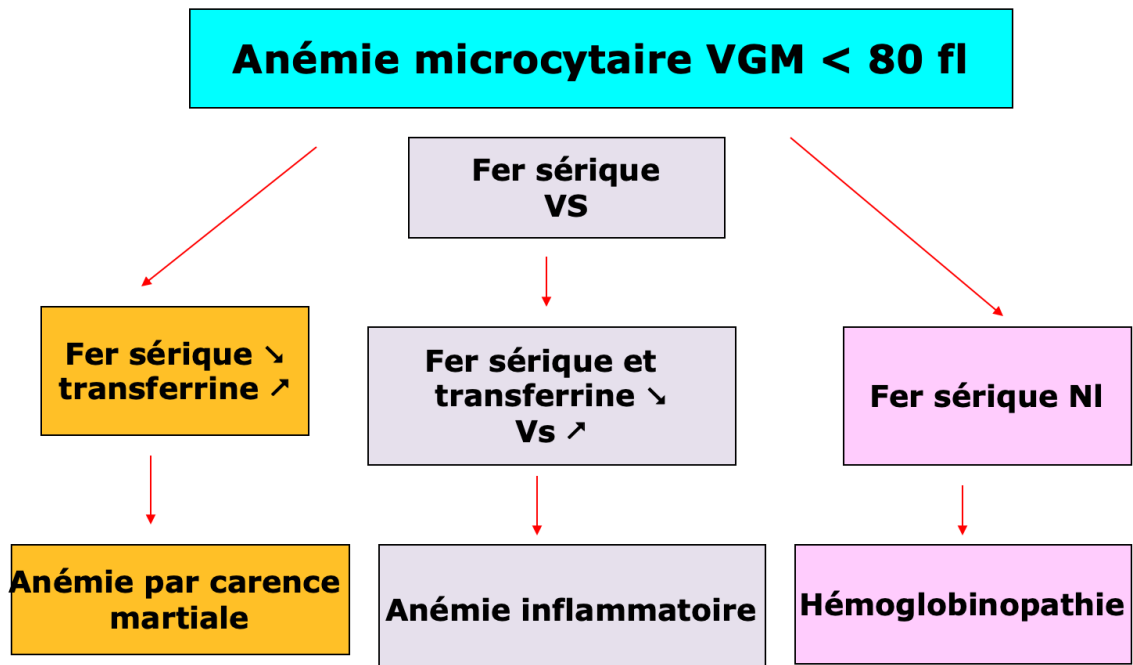 Anémie microcytaire VGM < 80 fl
Fer sérique
VS
Fer sérique ↘
transferrine ↗
Fer sérique et
transferrine ↘
Vs ↗
Fer sérique Nl
Anémie par carence
martiale
Anémie inflammatoire
Hémoglobinopathie